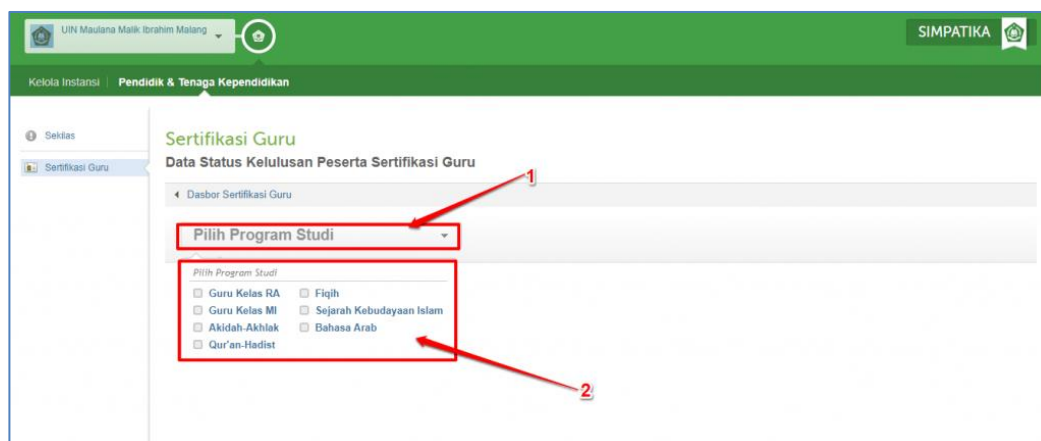 UIN Maulana Malik Ibrahim Malang
SIMPATIKA
Kelola Instansi
Pendidik & Tenaga Kependidikan
Sekilas
Sertifikasi Guru
Sertifikasi Guru
Data Status Kelulusan Peserta Sertifikasi Guru
Dasbor Sertifikasi Guru
1
Pilih Program Studi
Pilih Program Studi
Guru Kelas RA
Fiqih
Guru Kelas MI
Sejarah Kebudayaan Islam
Akidah-Akhlak
Bahasa Arab
Qur'an-Hadist
2